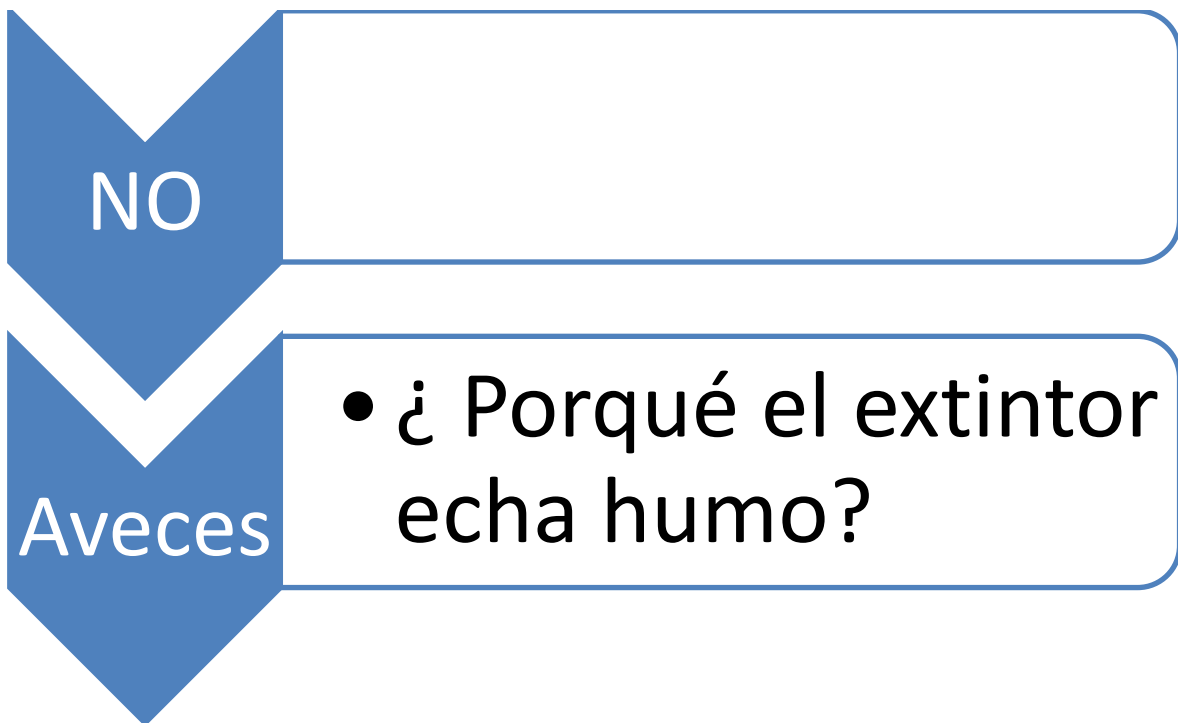 NO
Aveces
• ¿ Porqué el extintor
echa humo?